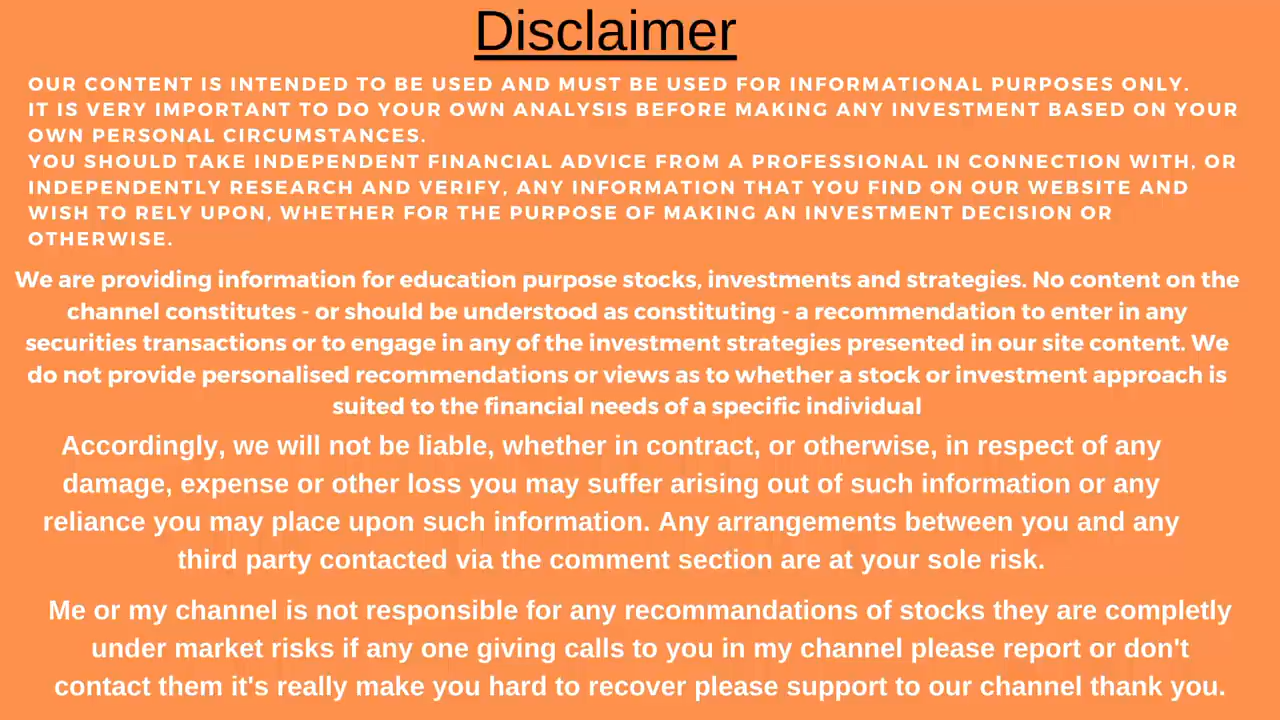 Disclaimer
OUR CONTENT IS INTENDED TO BE USED AND MUST BE USED FOR INFORMATIONAL PURPOSES ONLY.
IT IS VERY IMPORTANT TO DO YOUR OWN ANALYSIS BEFORE MAKING ANY INVESTMENT BASED ON YOUR
OWN PERSONAL CIRCUMSTANCES.
YOU SHOULD TAKE INDEPENDENT FINANCIAL ADVICE FROM A PROFESSIONAL IN CONNECTION WITH, OR
INDEPENDENTLY RESEARCH AND VERIFY, ANY INFORMATION THAT YOU FIND ON OUR WEBSITE AND
WISH TO RELY UPON, WHETHER FOR THE PURPOSE OF MAKING AN INVESTMENT DECISION OR
OTHERWISE.
We are providing information for education purpose stocks, investments and strategies. No content on the
channel constitutes - or should be understood as constituting - a recommendation to enter in any
securities transactions or to engage in any of the investment strategies presented in our site content. We
do not provide personalised recommendations or views as to whether a stock or investment approach is
suited to the financial needs of a specific individual
Accordingly, we will not be liable, whether in contract, or otherwise, in respect of any
damage, expense or other loss you may suffer arising out of such information or any
reliance you may place upon such information. Any arrangements between you and any
third party contacted via the comment section are at your sole risk.
Me or my channel is not responsible for any recommandations of stocks they are completly
under market risks if any one giving calls to you in my channel please report or don't
contact them it's really make you hard to recover please support to our channel thank you.